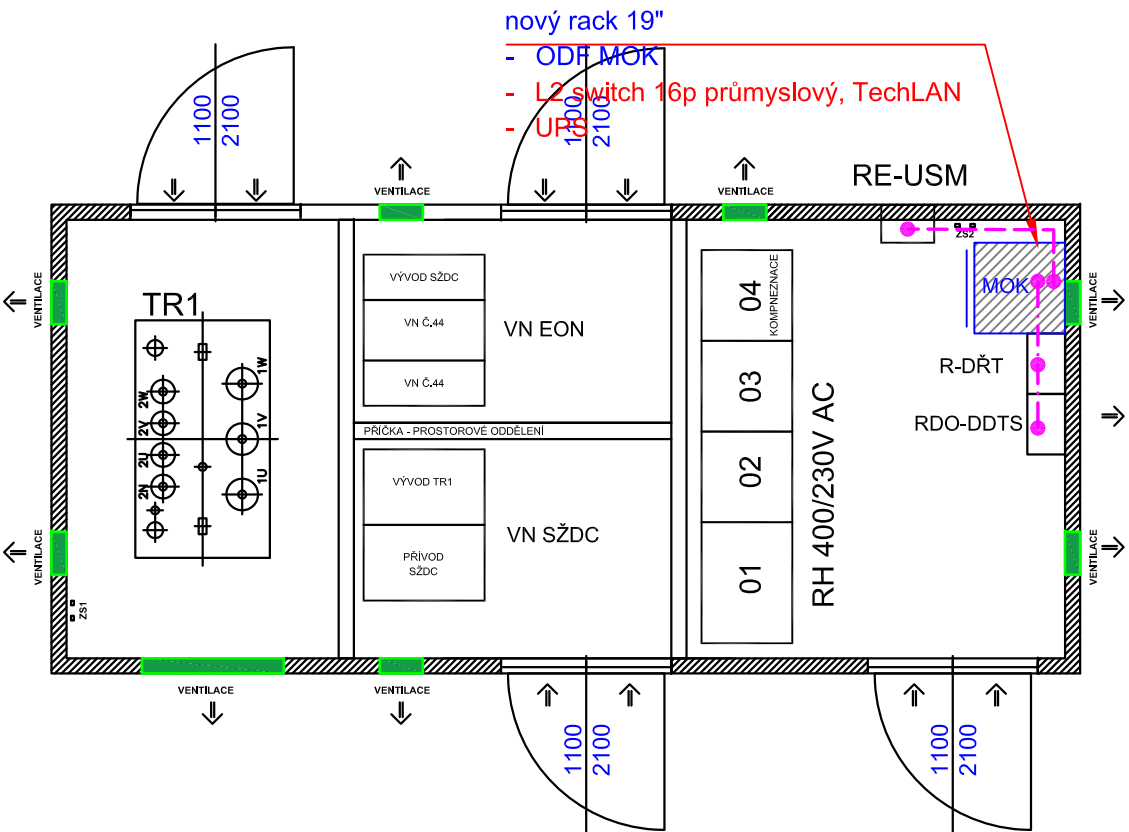 nový rack 19"
- ODF MOK
- L2 switch 16p průmyslový, TechLAN
- UPS
1100
2100
1100
2100
RE-USM
VENTILACE
VENTILACE
ZS2
VENTILACE
VENTILACE
TR1
VÝVOD SŽDC
VN Č.44
VN Č.44
VN EON
04
KOMPNEZNACE
MOK
R-DŘT
RDO-DDTS
03
02
01
RH 400/230V AC
2W
2V
2U
2N
1W
1V
1U
PŘÍČKA - PROSTOROVÉ ODDĚLENÍ
VÝVOD TR1
PŘÍVOD
SŽDC
VN SŽDC
VENTILACE
VENTILACE
ZS1
VENTILACE
VENTILACE
1100
2100
1100
2100